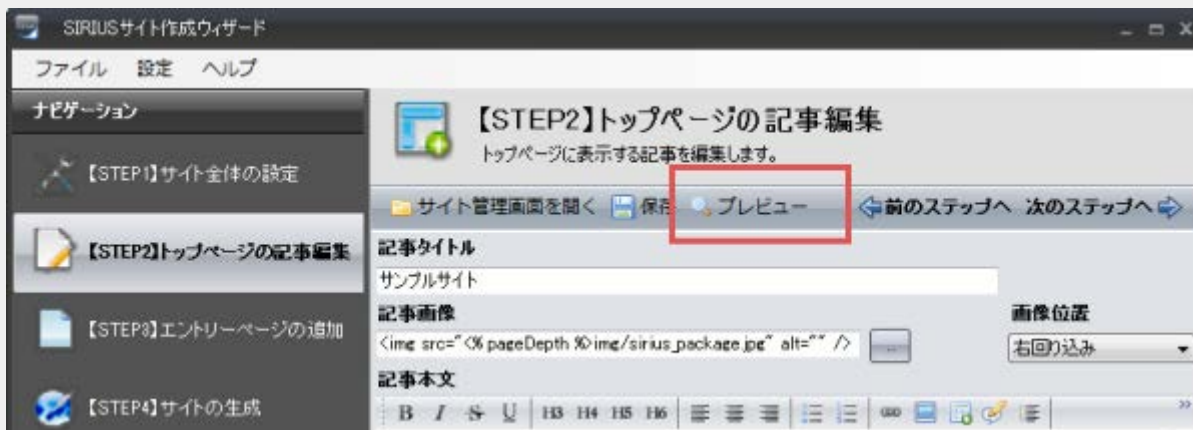 SIRIUSサイト作成ウィザード
ファイル 設定 ヘルプ
ナビゲーション
【STEP1】サイト全体の設定
【STEP2】トップページの記事編集
【STEP3】エントリーページの追加
【STEP4】サイトの生成
【STEP2】トップページの記事編集
トップページに表示する記事を編集します。
サイト管理画面を開く 保存 プレビュー 前のステップへ 次のステップへ
記事タイトル
サンプルサイト
記事画像
画像位置
<img src="<% pageDepth %>img/sirius_package.jpg" alt="" />
...
右回り込み
記事本文
B I S U H3 H4 H5 H6